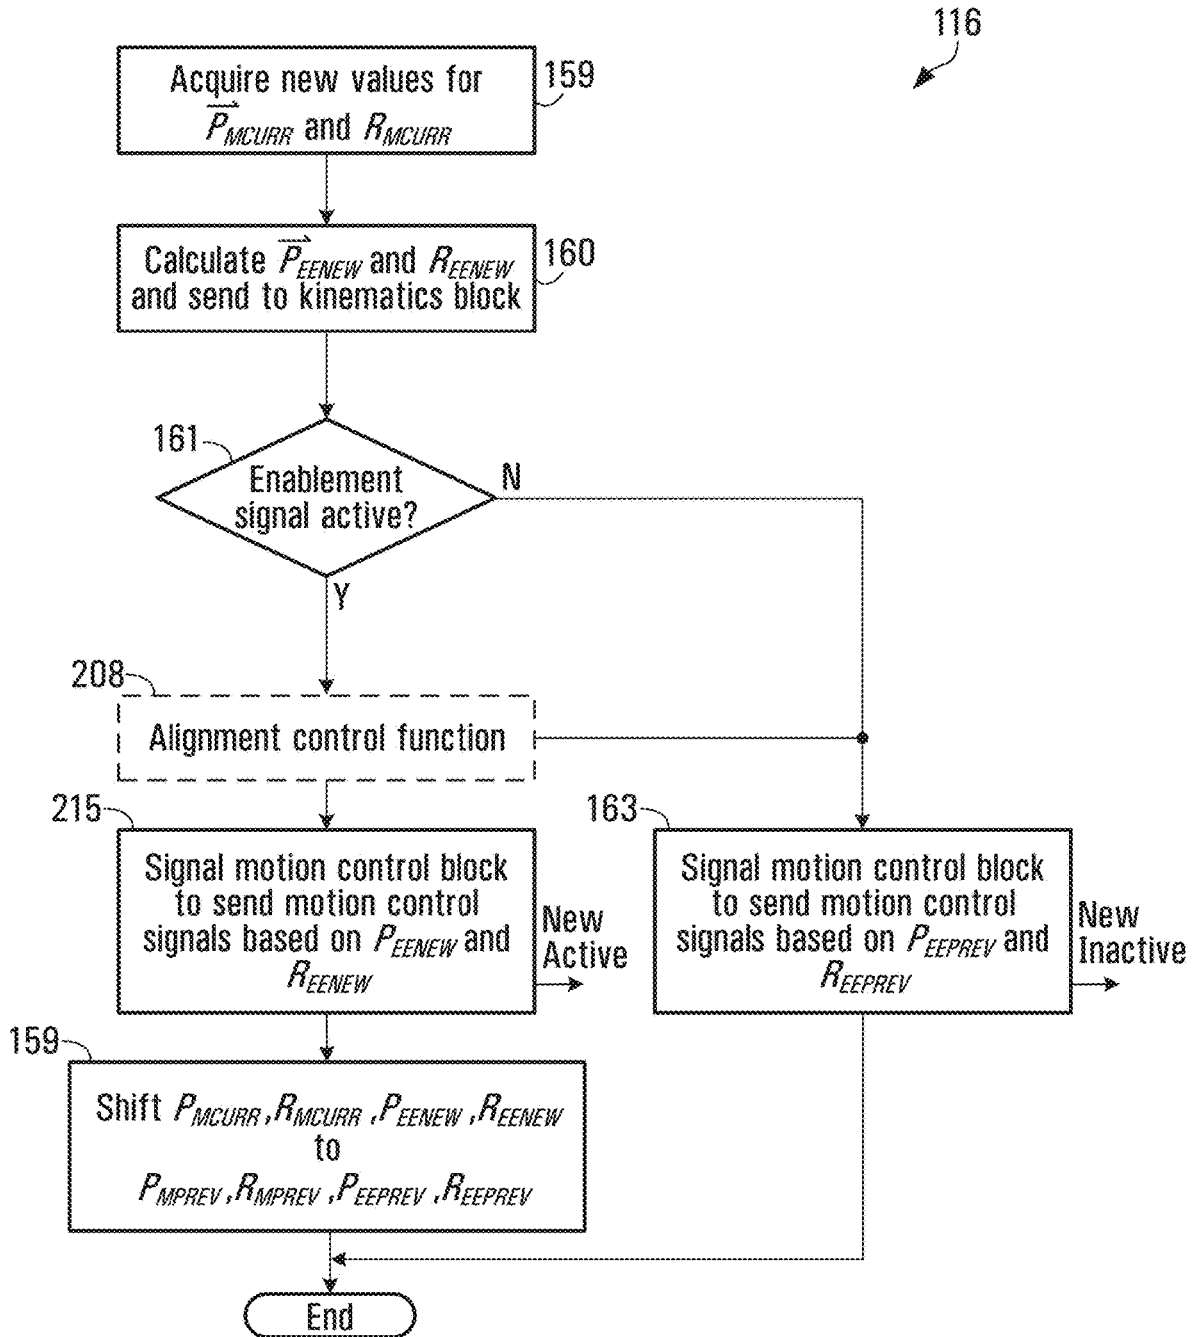 116
Acquire new values for
P_MCURR and R_MCURR
159
Calculate P_EENEW and R_EENEW
and send to kinematics block
160
161
Enablement
signal active?
N
Y
208
Alignment control function
215
Signal motion control block
to send motion control
signals based on P_EENEW and
R_EENEW
New
Active
163
Signal motion control block
to send motion control
signals based on P_EEPREV and
R_EEPREV
New
Inactive
159
Shift P_MCURR ,R_MCURR ,P_EENEW ,R_EENEW
to
P_MPREV ,R_MPREV ,P_EEPREV ,R_EEPREV
End